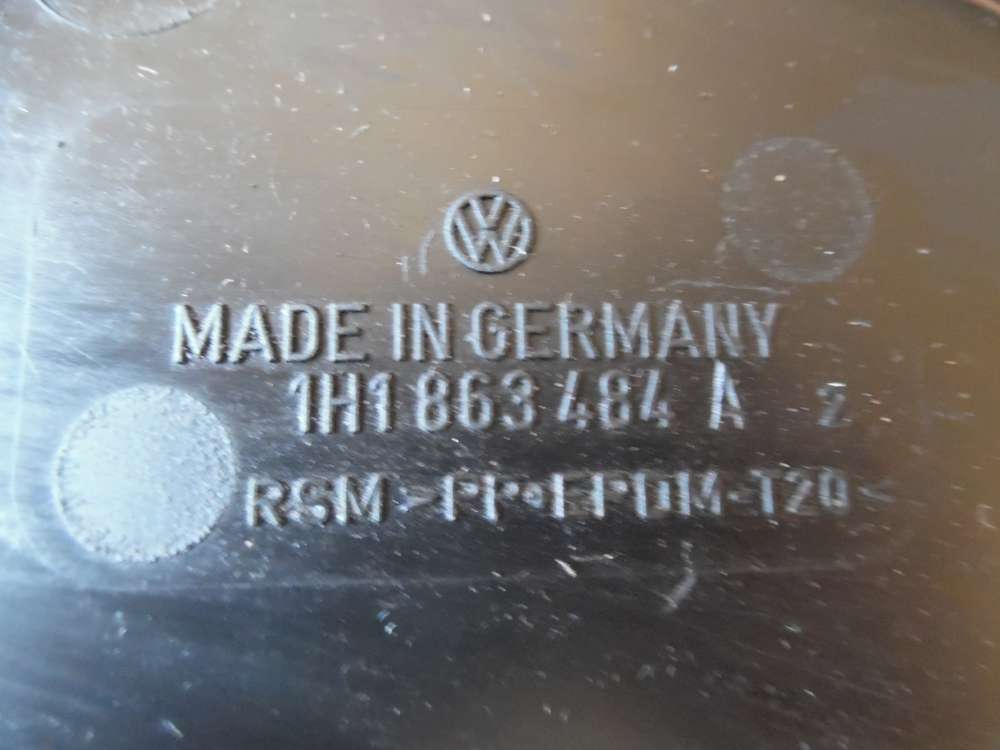 MADE IN GERMANY
1H1 863 484 A 2
RSM >PP•EPDM-T20<